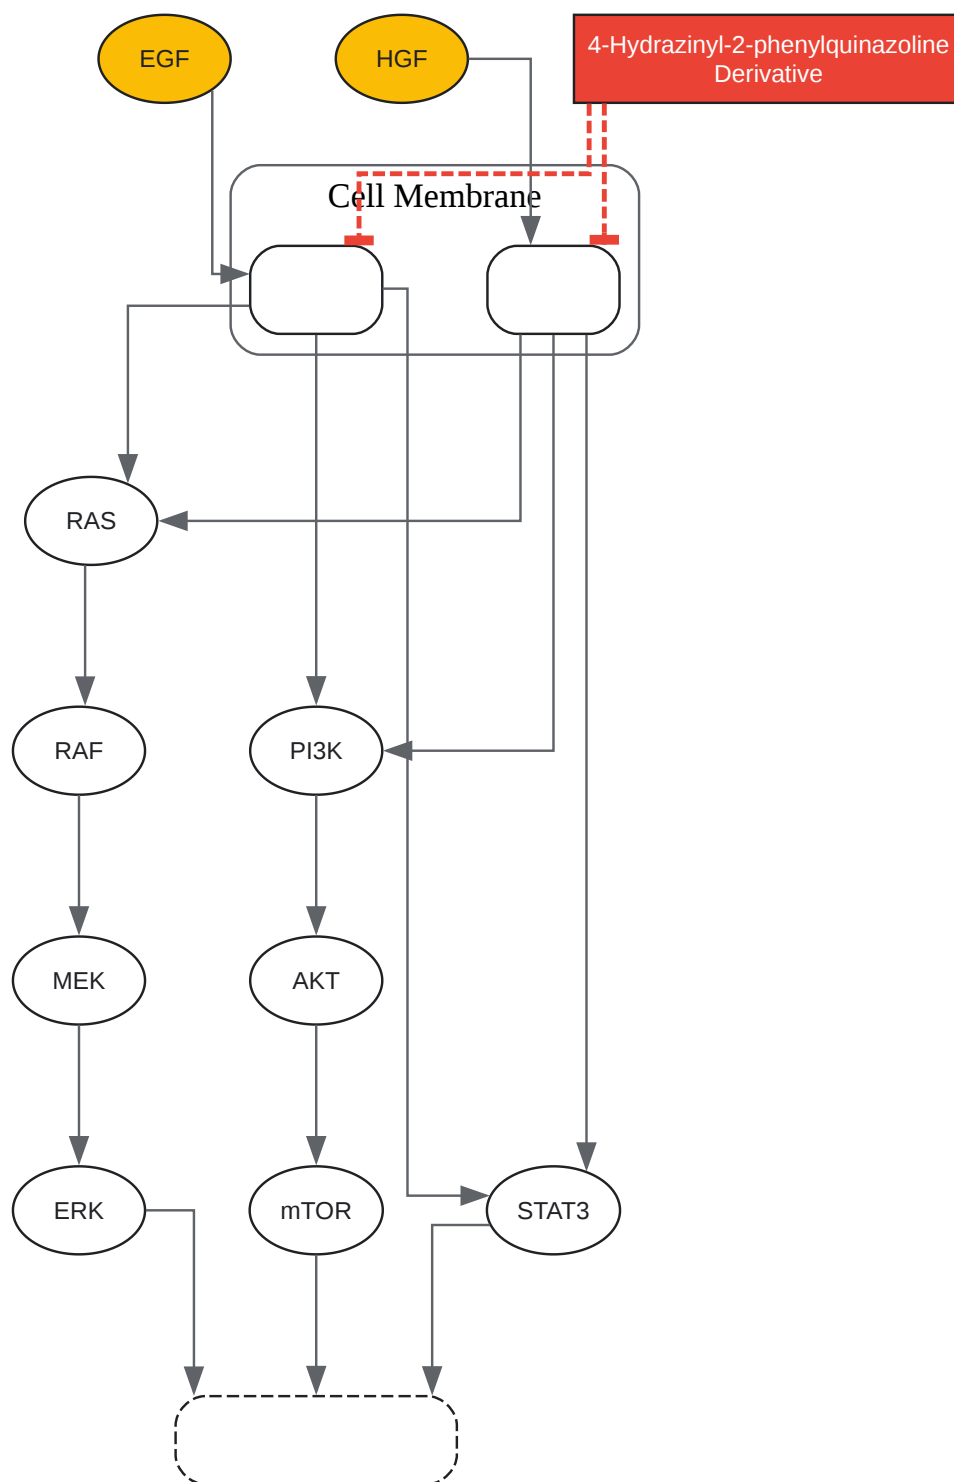 EGF
HGF
4-Hydrazinyl-2-phenylquinazoline
Derivative
Cell Membrane
RAS
RAF
PI3K
MEK
AKT
ERK
mTOR
STAT3